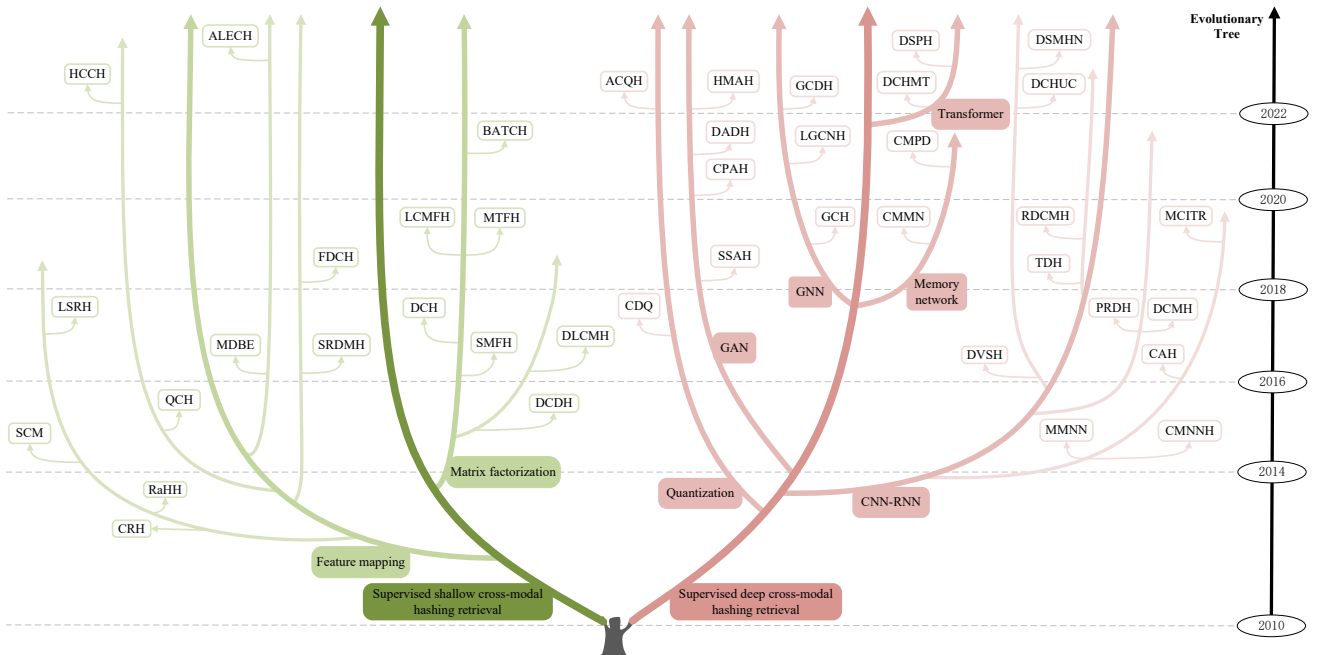 Evolutionary
Tree
ALECH
HCCH
BATCH
LCMFH
MTFH
FDCH
LSRH
DCH
MDBE
SRDMH
SMFH
DLCMH
QCH
DCDH
SCM
RaHH
CRH
Matrix factorization
Feature mapping
Supervised shallow cross-modal
hashing retrieval
ACQH
HMAH
GCDH
DSPH
DCHMT
Transformer
DSMHN
DCHUC
DADH
LGCNH
CMPD
CPAH
GCH
CMMN
RDCMH
MCITR
SSAH
TDH
GNN
Memory
network
CDQ
PRDH
DCMH
GAN
DVSH
CAH
MMNN
CMNNH
Quantization
CNN-RNN
Supervised deep cross-modal
hashing retrieval
2022
2020
2018
2016
2014
2010